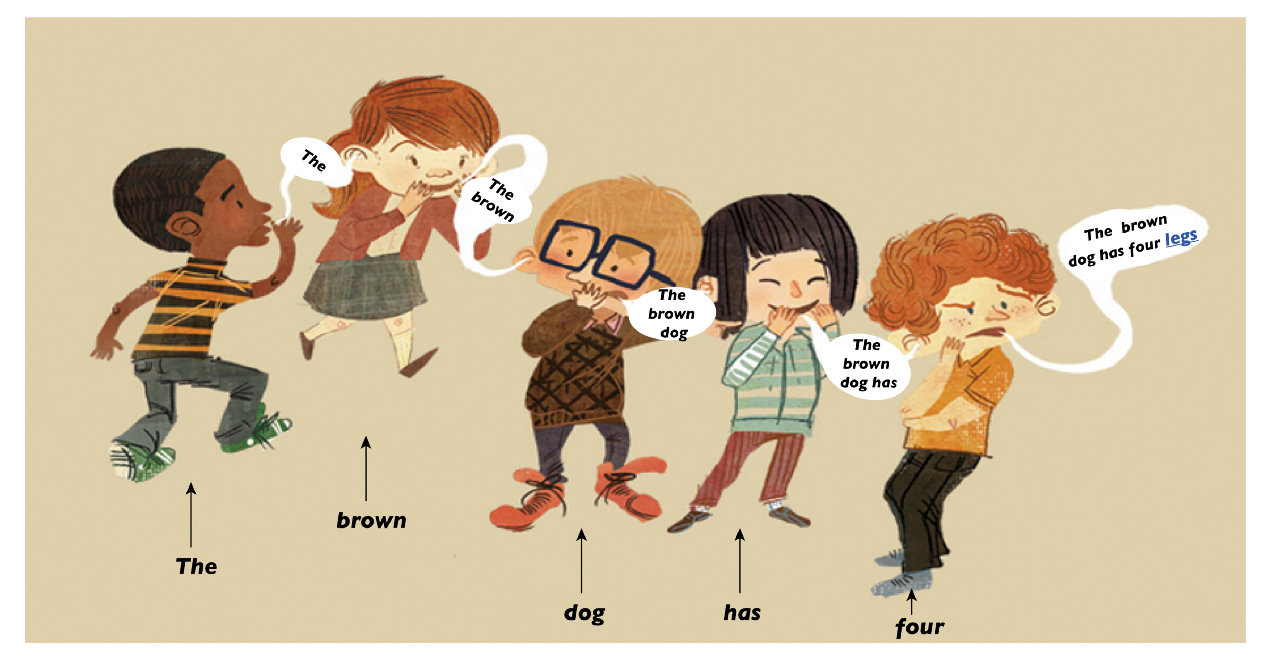 The
The
brown
The
brown
dog
The
brown
dog has
The brown
dog has four legs
The
brown
dog
has
four